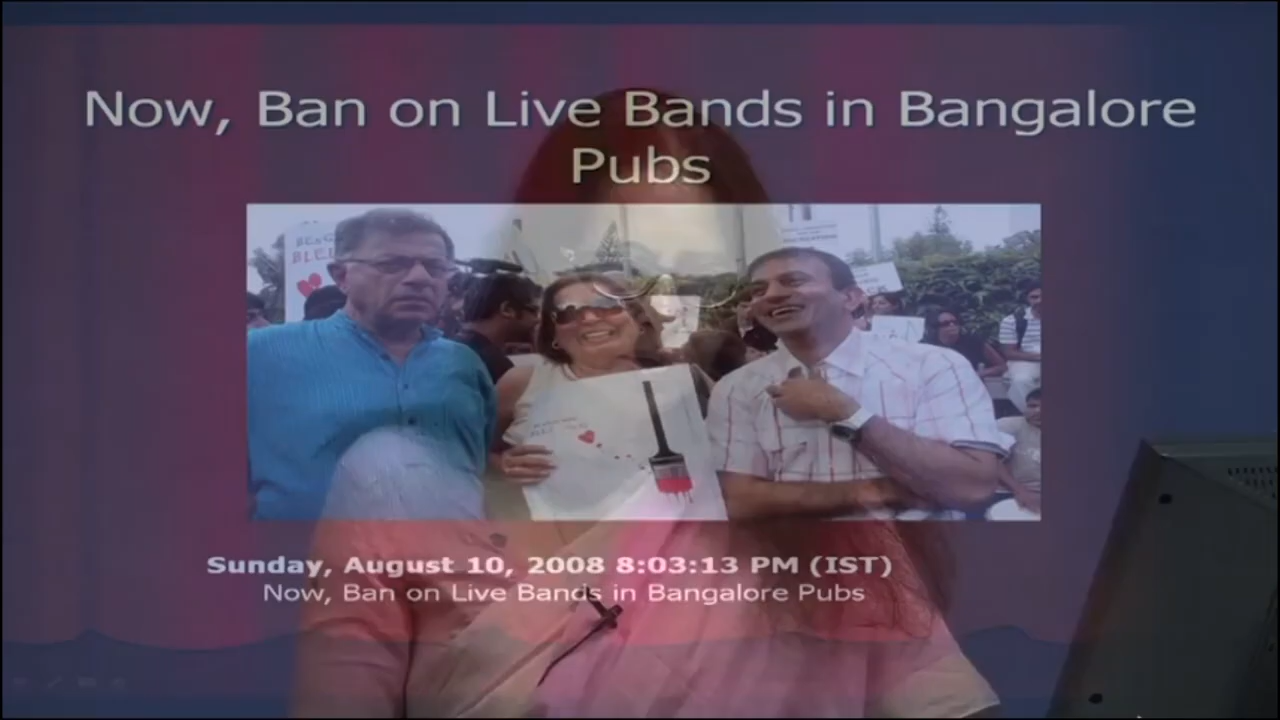 Now, Ban on Live Bands in Bangalore
Pubs
Sunday, August 10, 2008 8:03:13 PM (IST)
Now, Ban on Live Bands in Bangalore Pubs